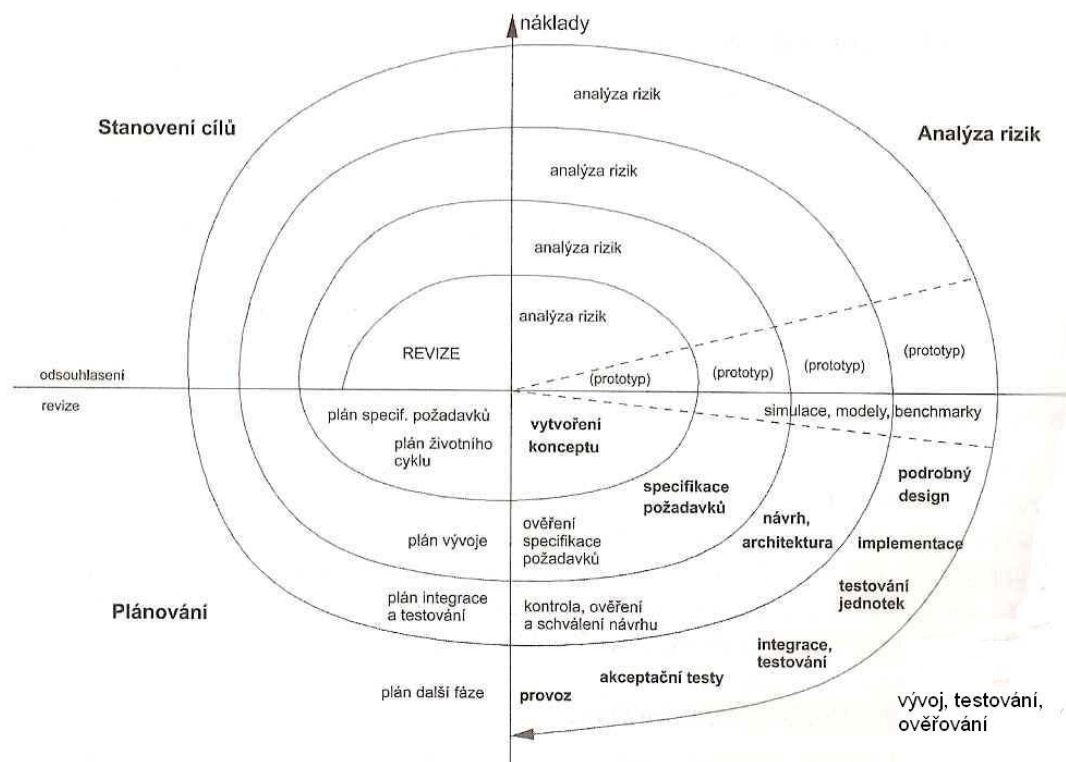 náklady
analýza rizik
Stanovení cílů
Analýza rizik
analýza rizik
analýza rizik
analýza rizik
REVIZE
(prototyp)
(prototyp)
(prototyp)
(prototyp)
odsouhlasení
revize
plán specif. požadavků
plán životního
cyklu
vytvoření
konceptu
simulace, modely, benchmarky
podrobný
design
specifikace
požadavků
návrh,
architektura
implementace
plán vývoje
ověření
specifikace
požadavků
testování
jednotek
Plánování
plán integrace
a testování
kontrola, ověření
a schválení návrhu
integrace,
testování
akceptační testy
plán další fáze
provoz
vývoj, testování,
ověřování